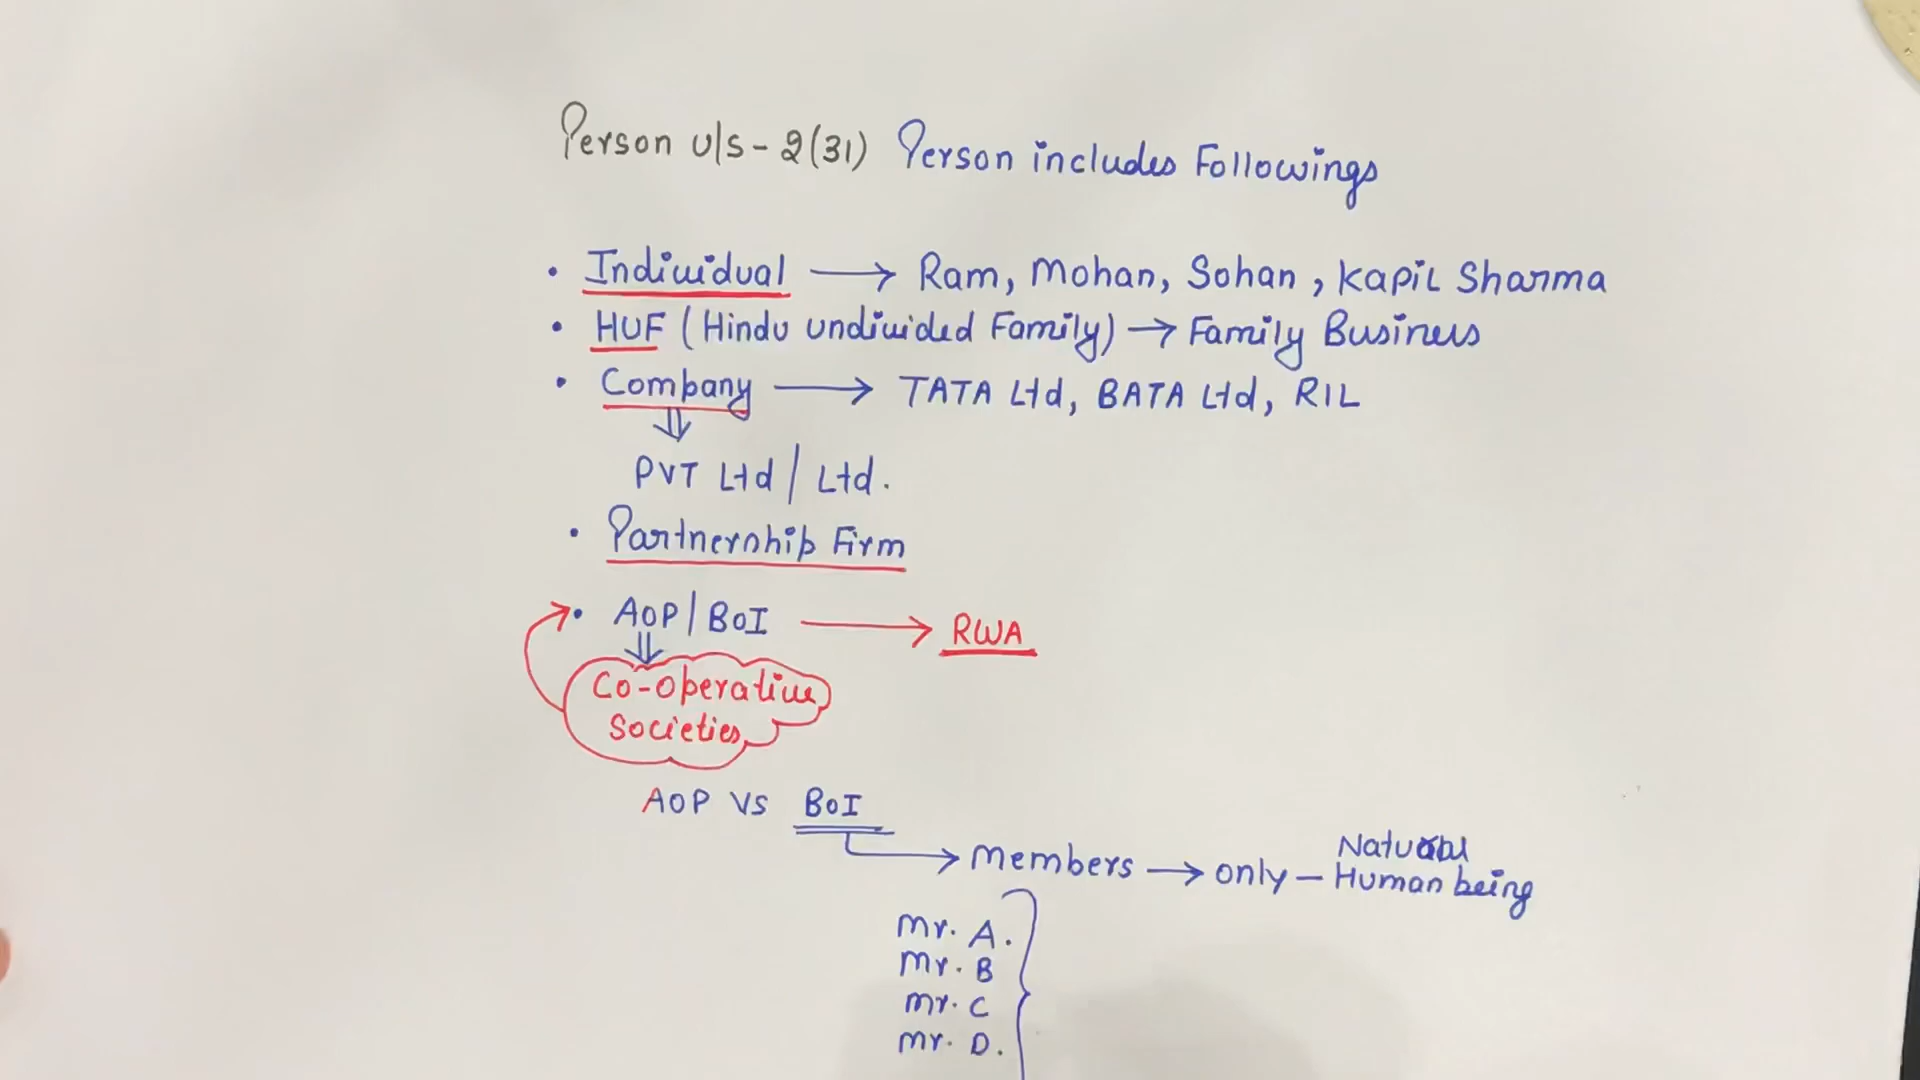 Person U/S - 2(31) Person includes Followings
• Individual → Ram, Mohan, Sohan, Kapil Sharma
• HUF (Hindu undivided Family) → Family Business
• Company → TATA Ltd, BATA Ltd, RIL
⇓
PVT Ltd / Ltd.
• Partnership Firm
• AOP / BOI → RWA
⇓
Co-operative
Societies
AOP VS BOI
→ Members → only - Natural Human being
Mr. A.
Mr. B
Mr. C
Mr. D.